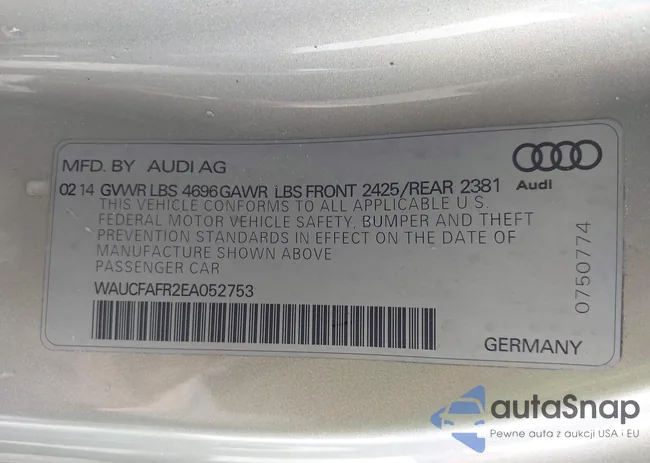 MFD. BY AUDI AG
02 14 GVWR LBS 4696 GAWR LBS FRONT 2425/REAR 2381
THIS VEHICLE CONFORMS TO ALL APPLICABLE U.S.
FEDERAL MOTOR VEHICLE SAFETY, BUMPER AND THEFT
PREVENTION STANDARDS IN EFFECT ON THE DATE OF
MANUFACTURE SHOWN ABOVE
PASSENGER CAR
WAUCFAFR2EA052753
Audi
0750774
GERMANY
autaSnap
Pewne auta z aukcji USA i EU